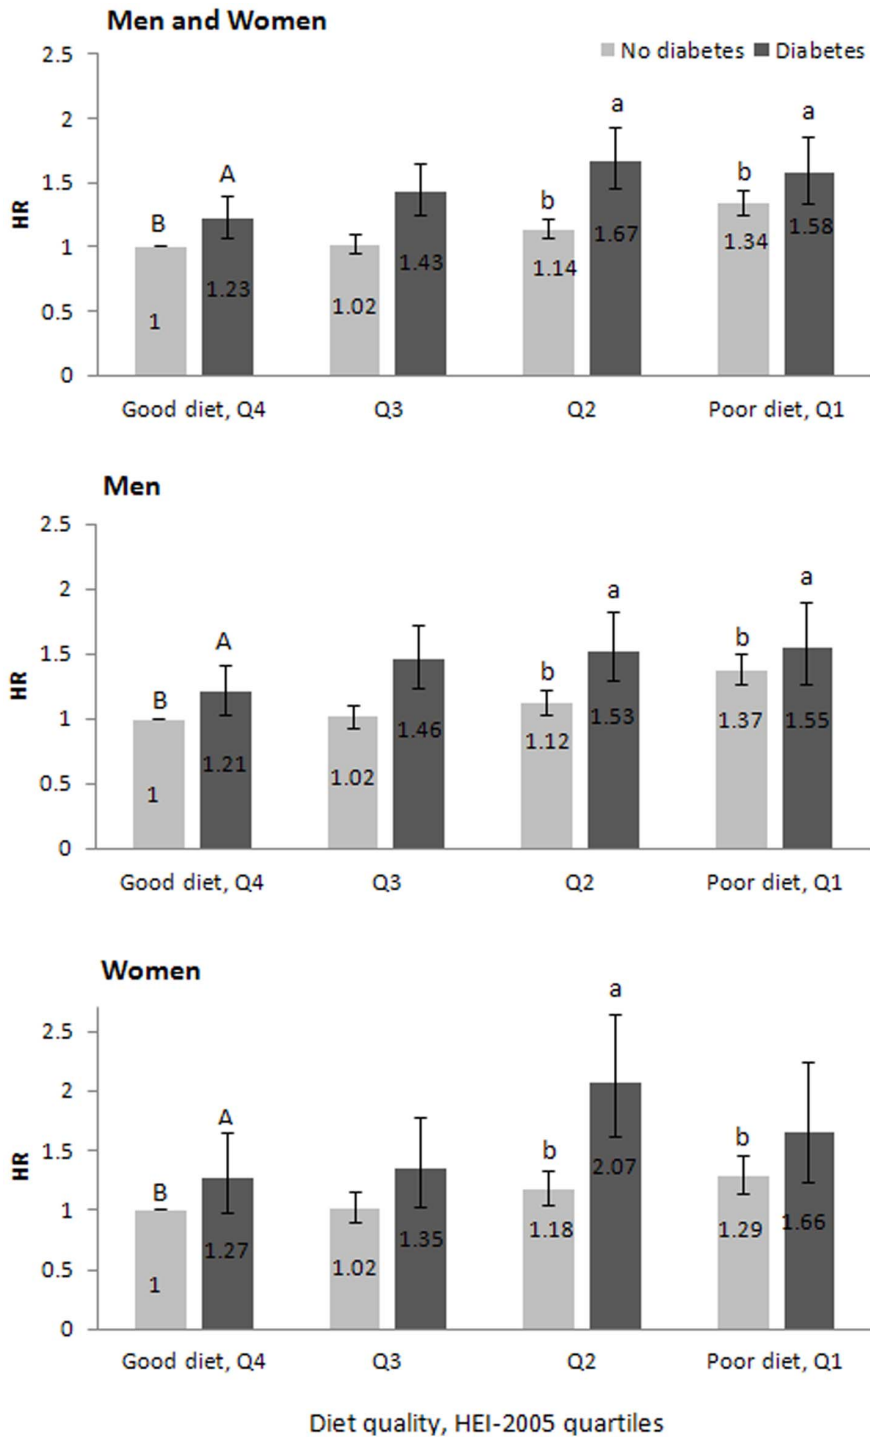 Men and Women
No diabetes Diabetes
2.5
2
1.5
1
0.5
0
HR
B A b a b a
1 1.23 1.02 1.43 1.14 1.67 1.34 1.58
Good diet, Q4 Q3 Q2 Poor diet, Q1
Men
2.5
2
1.5
1
0.5
0
HR
B A b a b a
1 1.21 1.02 1.46 1.12 1.53 1.37 1.55
Good diet, Q4 Q3 Q2 Poor diet, Q1
Women
2.5
2
1.5
1
0.5
0
HR
B A b a b
1 1.27 1.02 1.35 1.18 2.07 1.29 1.66
Good diet, Q4 Q3 Q2 Poor diet, Q1
Diet quality, HEI-2005 quartiles